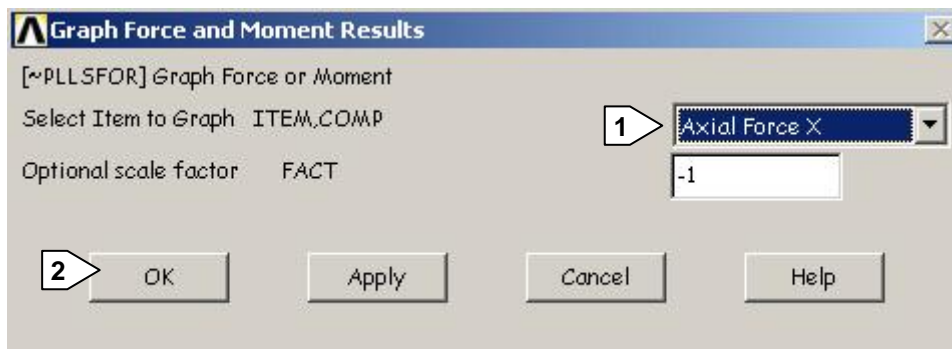 Graph Force and Moment Results
[~PLLSFOR] Graph Force or Moment
Select Item to Graph ITEM,COMP
1
Axial Force X
Optional scale factor FACT
-1
2
OK
Apply
Cancel
Help